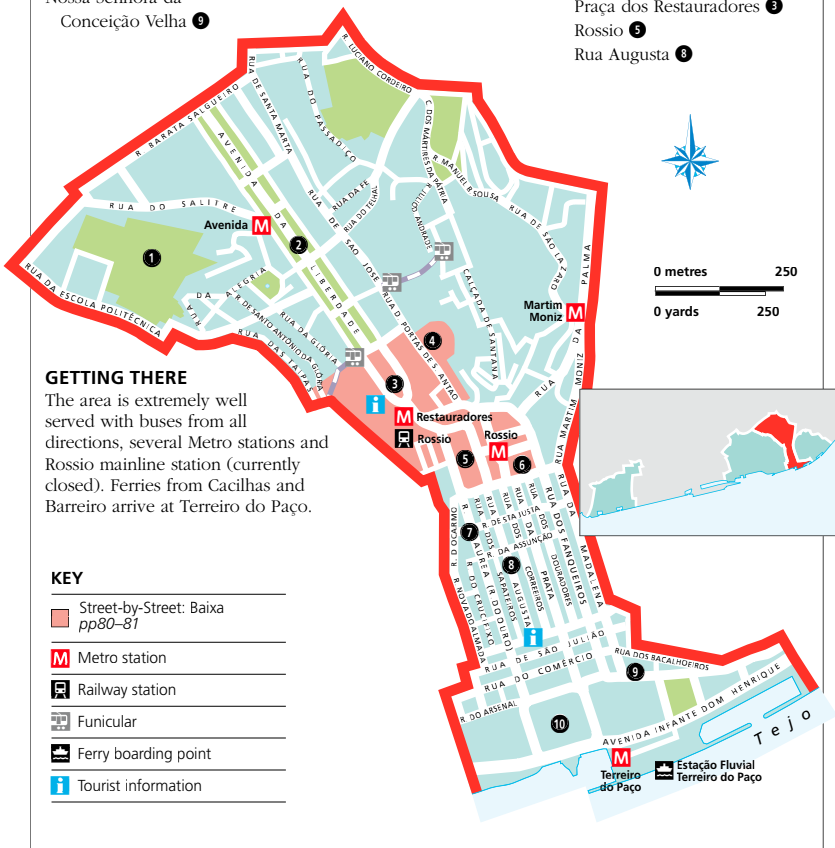 Nossa Senhora da
Conceição Velha 9
Praça dos Restauradores 3
Rossio 5
Rua Augusta 8
R. LUCIANO CORDEIRO
R. BARATA SALGUEIRO
RUA DE SANTA MARTA
RUA DO PASSADIÇO
C. DOS MARTIRES DA PÁTRIA
R. MANUEL R SOUSA
RUA DE SÃO LAZARO
AVENIDA DA LIBERDADE
RUA DA FE
RUA DO TELHAL
RUA DE SÃO JOSE
RUA DO SALITRE
Avenida M
1
2
RUA DA ESCOLA POLITÉCNICA
RUA DA ALEGRIA
R. DE SANTO ANTÓNIO DA GLÓRIA
RUA DA GLÓRIA
RUA DAS TAIPAS
RUA D PORTAS DE S. ANTAO
CALÇADA DE SANTANA
PALMA
Martim
Moniz M
RUA MARTIM MONIZ DA
RUA
0 metres 250
0 yards 250
4
3
i
M Restauradores
Rossio
Rossio
M
5
6
GETTING THERE
The area is extremely well
served with buses from all
directions, several Metro stations and
Rossio mainline station (currently
closed). Ferries from Cacilhas and
Barreiro arrive at Terreiro do Paço.
R. DO CARMO
R. DE STA JUSTA
R. DA ASSUNÇÃO
7
8
R. NOVA DO ALMADA
R. DO CRUCIFIXO
RUA AUREA (R DO OURO)
RUA DOS SAPATEIROS
RUA AUGUSTA
RUA DOS CORREEIROS
RUA DA PRATA
RUA DOS DOURADORES
RUA DOS FANQUEIROS
RUA DA MADALENA
i
RUA DE SÃO JULIÃO
RUA DO COMÉRCIO
RUA DOS BACALHOEIROS
9
R. DO ARSENAL
10
AVENIDA INFANTE DOM HENRIQUE
Tejo
M
Terreiro
do Paço
Estação Fluvial
Terreiro do Paço
KEY
Street-by-Street: Baixa
pp80–81
M Metro station
Railway station
Funicular
Ferry boarding point
i Tourist information